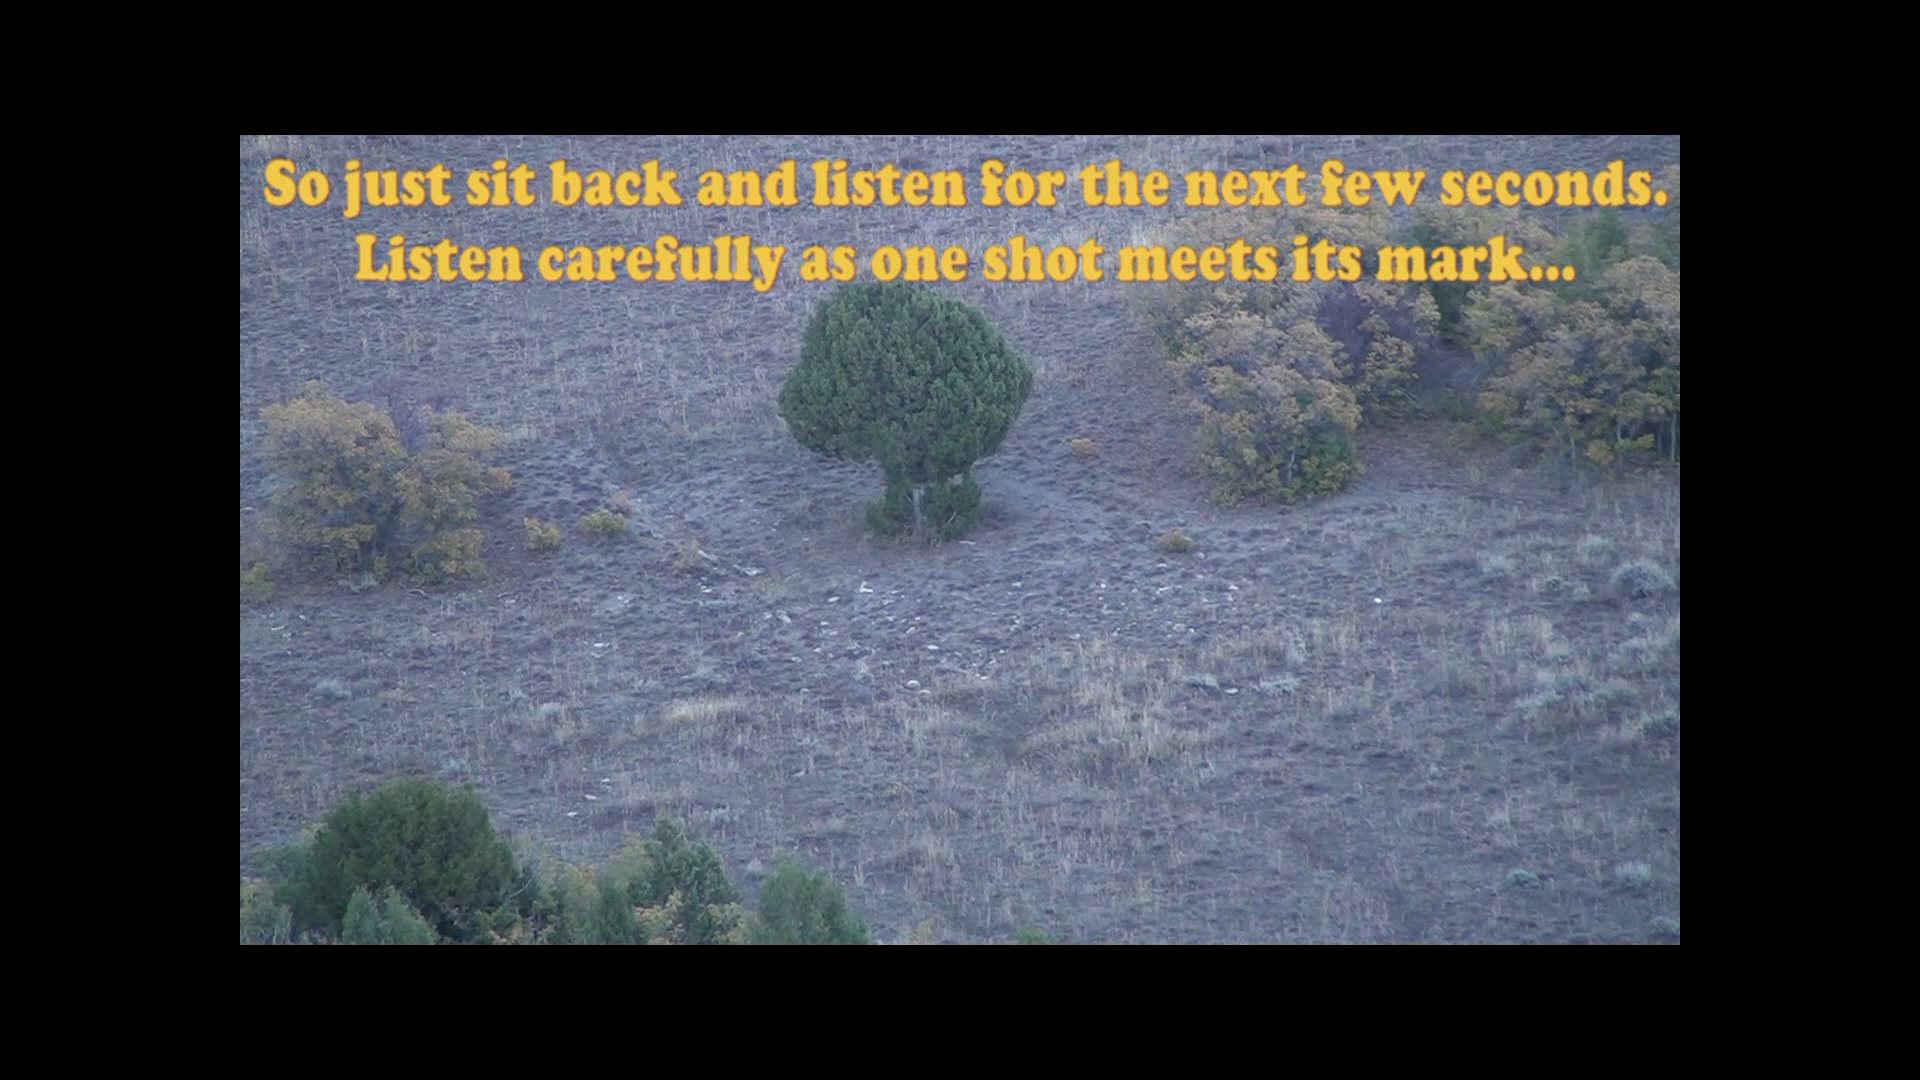 So just sit back and listen for the next few seconds.
Listen carefully as one shot meets its mark...